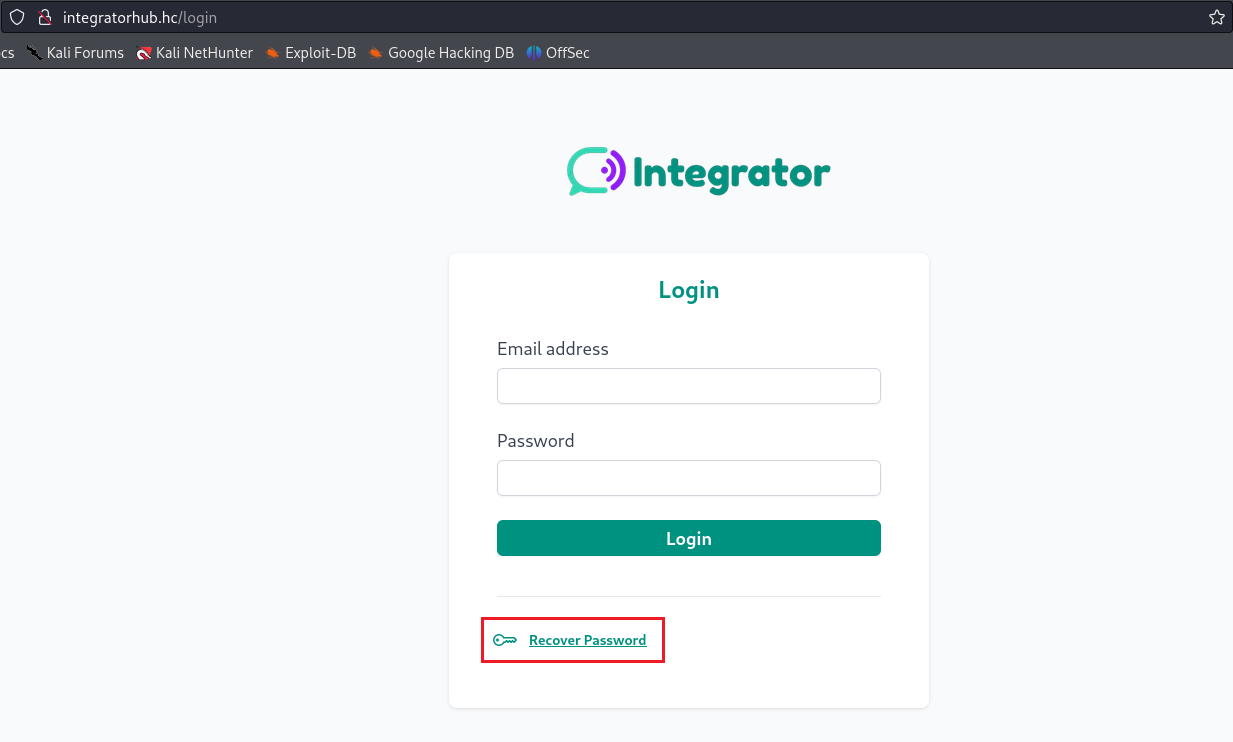 integratorhub.hc/login
cs Kali Forums Kali NetHunter Exploit-DB Google Hacking DB OffSec
Integrator
Login
Email address
Password
Login
Recover Password